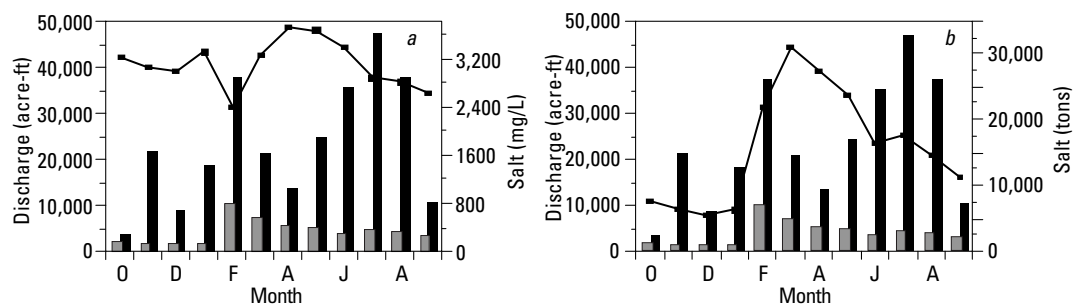 50,000
40,000
30,000
20,000
10,000
0
Discharge (acre-ft)
a
3,200
2,400
1600
800
0
Salt (mg/L)
O D F A J A
Month
50,000
40,000
30,000
20,000
10,000
0
Discharge (acre-ft)
b
30,000
20,000
10,000
0
Salt (tons)
O D F A J A
Month